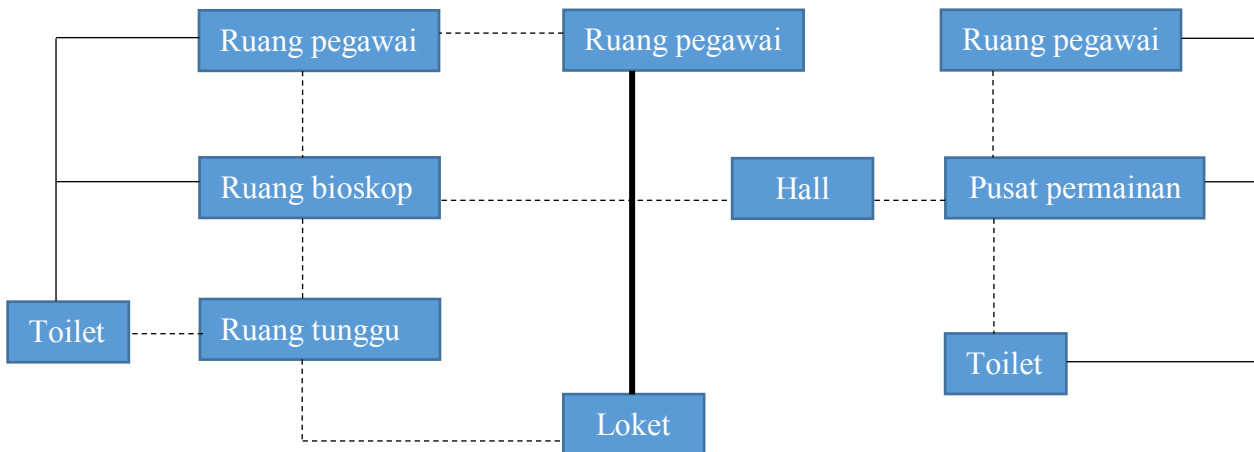 Ruang pegawai
Ruang pegawai
Ruang pegawai
Ruang bioskop
Hall
Pusat permainan
Toilet
Ruang tunggu
Toilet
Loket